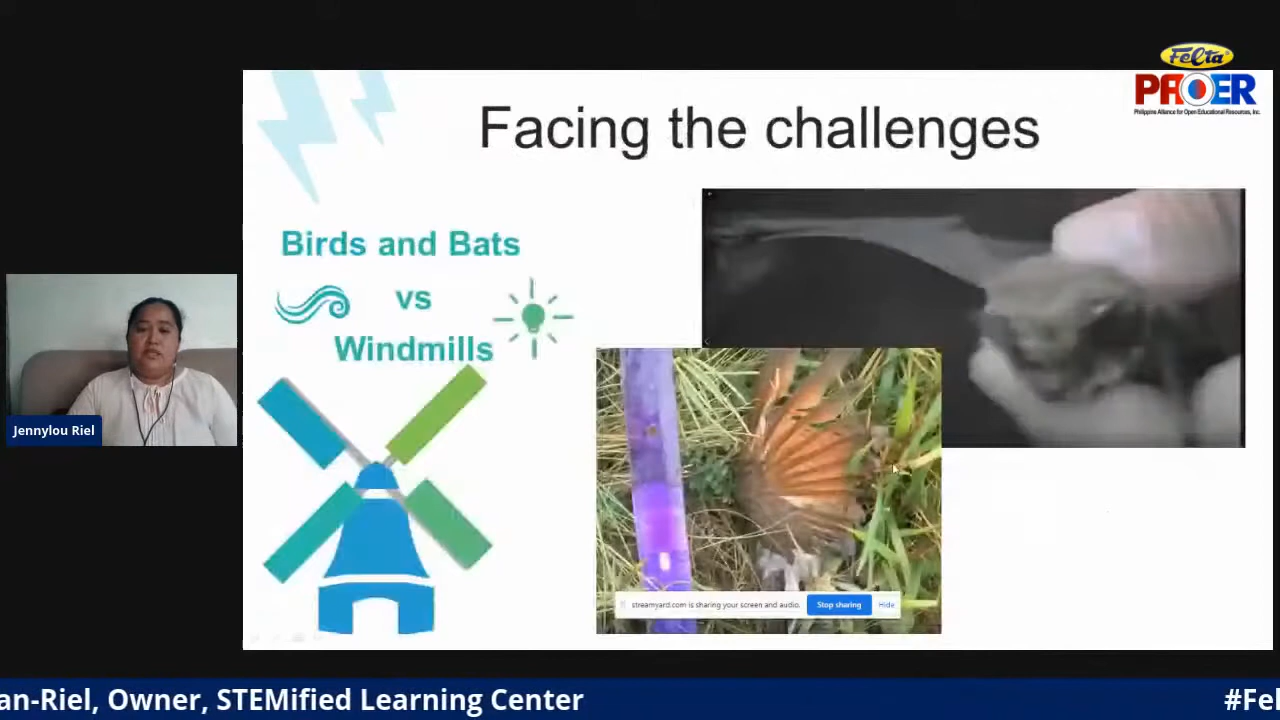 Felta
PAOER
Philippine Alliance for Open Educational Resources, Inc.
Facing the challenges
Birds and Bats
vs
Windmills
Jennylou Riel
streamyard.com is sharing your screen and audio.
Stop sharing
Hide
an-Riel, Owner, STEMified Learning Center
#Fel